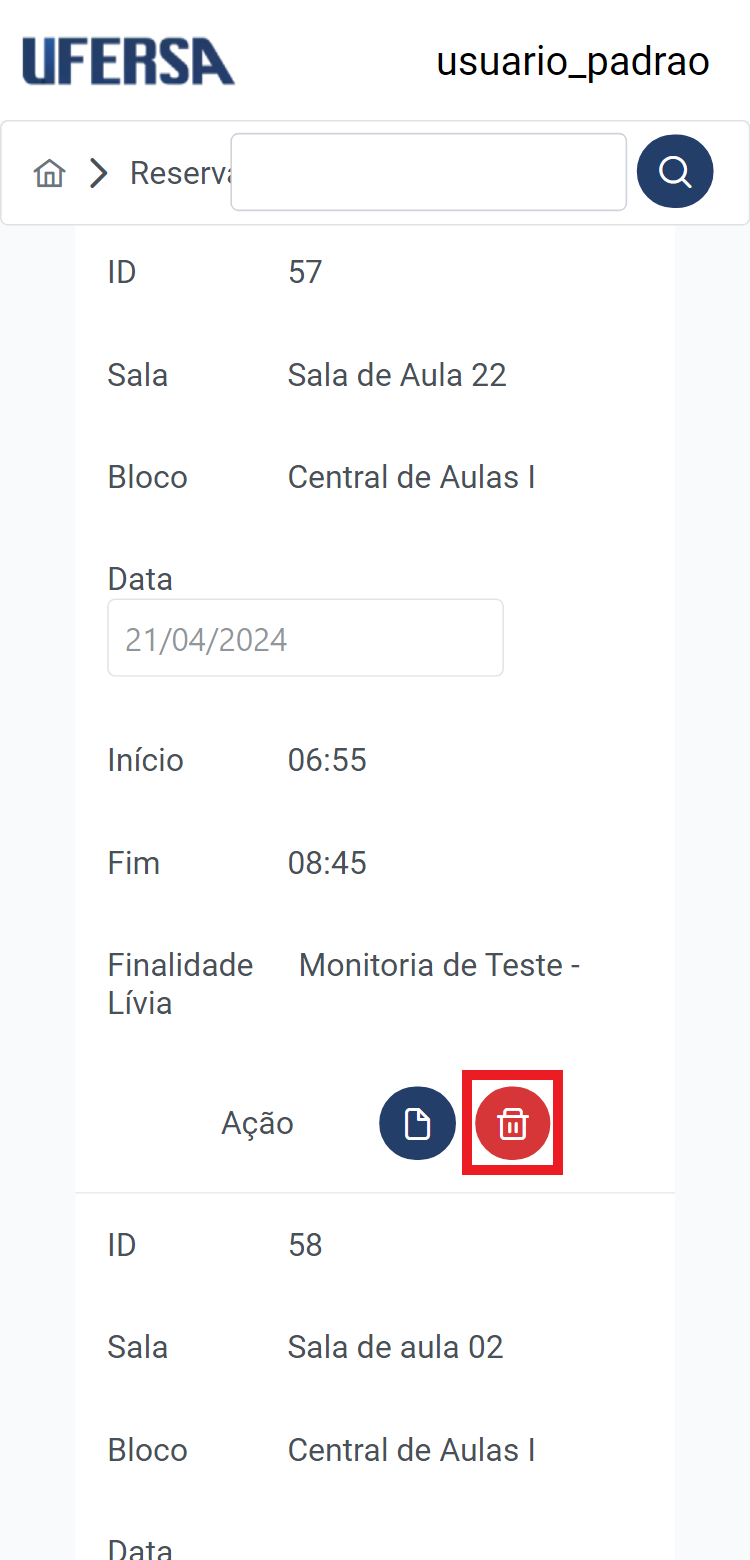 UFERSA
usuario_padrao
Reserva
ID 57
Sala Sala de Aula 22
Bloco Central de Aulas I
Data
21/04/2024
Início 06:55
Fim 08:45
Finalidade Monitoria de Teste -
Lívia
Ação
ID 58
Sala Sala de aula 02
Bloco Central de Aulas I
Data